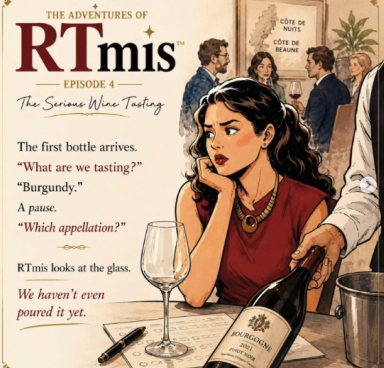 THE ADVENTURES OF
RTmis™
EPISODE 4
The Serious Wine Tasting
The first bottle arrives.
“What are we tasting?”
“Burgundy.”
A pause.
“Which appellation?”
RTmis looks at the glass.
We haven’t even
poured it yet.
CÔTE DE
NUITS
CÔTE DE
BEAUNE
BOURGOGNE
2021
PINOT NOIR